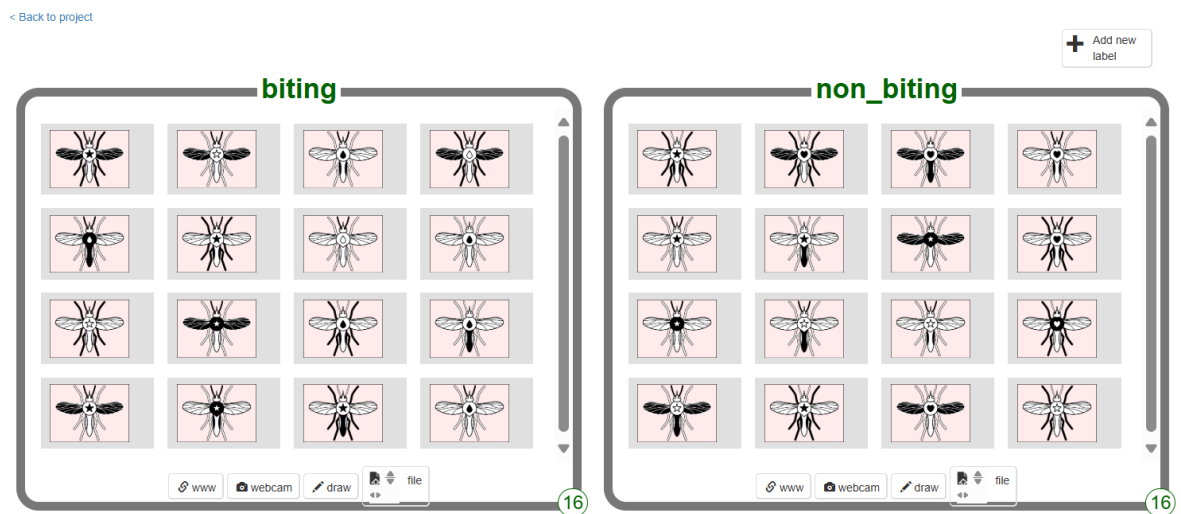 < Back to project
Add new
label
biting
non_biting
www
webcam
draw
file
16
www
webcam
draw
file
16